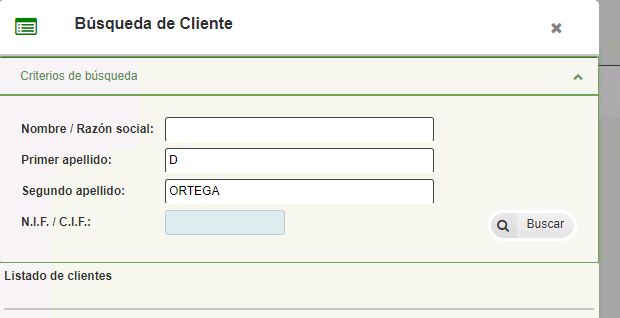 Búsqueda de Cliente
Criterios de búsqueda
Nombre / Razón social:
Primer apellido: D
Segundo apellido: ORTEGA
N.I.F. / C.I.F.:
Buscar
Listado de clientes